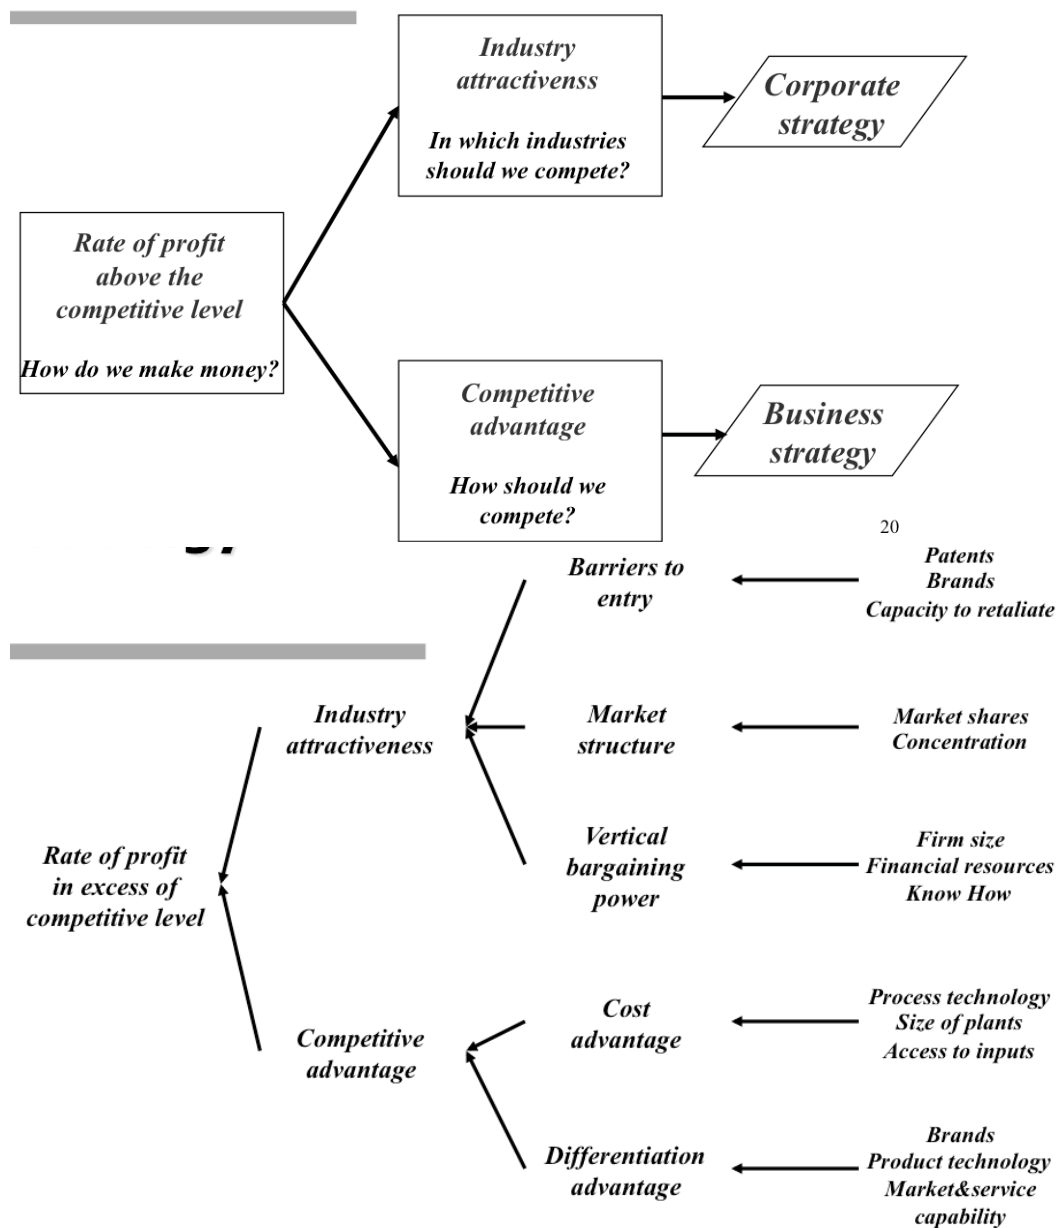 Industry
attractivenss
In which industries
should we compete?
Corporate
strategy
Rate of profit
above the
competitive level
How do we make money?
Competitive
advantage
How should we
compete?
Business
strategy
20
Barriers to
entry
Patents
Brands
Capacity to retaliate
Industry
attractiveness
Market
structure
Market shares
Concentration
Vertical
bargaining
power
Firm size
Financial resources
Know How
Rate of profit
in excess of
competitive level
Competitive
advantage
Cost
advantage
Process technology
Size of plants
Access to inputs
Differentiation
advantage
Brands
Product technology
Market&service
capability